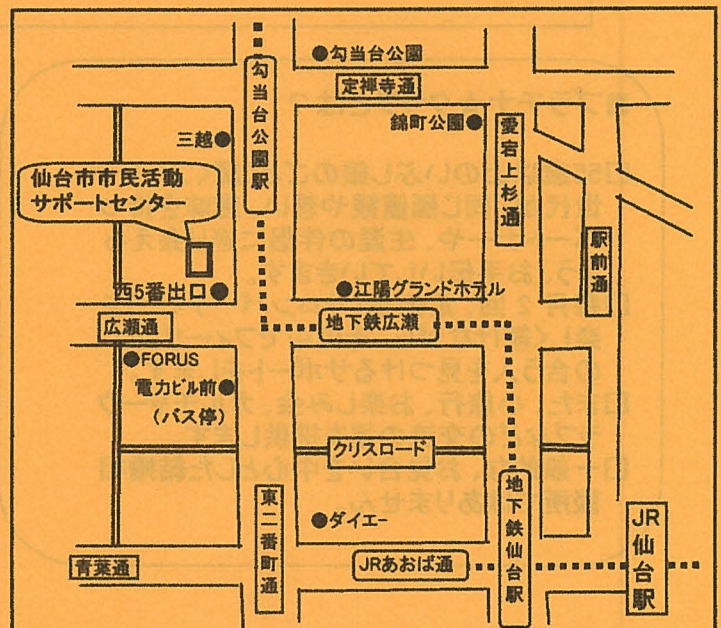 ●勾当台公園
定禅寺通
勾当台公園駅
錦町公園●
愛宕上杉通
三越●
仙台市市民活動
サポートセンター
駅前通
西5番出口●
●江陽グランドホテル
広瀬通
地下鉄広瀬
●FORUS
電力ビル前●
（バス停）
クリスロード
東二番町通
●ダイエー
地下鉄仙台駅
JR仙台駅
青葉通
JRあおば通